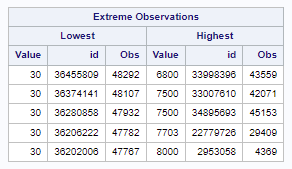 Extreme Observations
Lowest Highest
Value id Obs Value id Obs
30 36455809 48292 6800 33998396 43559
30 36374141 48107 7500 33007610 42071
30 36280858 47932 7500 34895693 45153
30 36206222 47782 7703 22779726 29409
30 36202006 47767 8000 2953058 4369